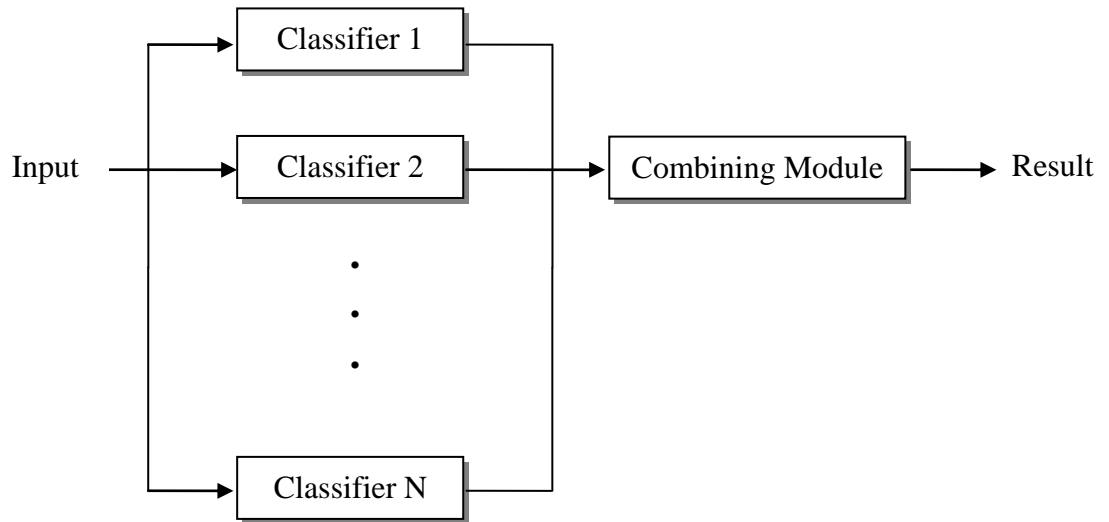 Classifier 1
Input
Classifier 2
Combining Module
Result
Classifier N